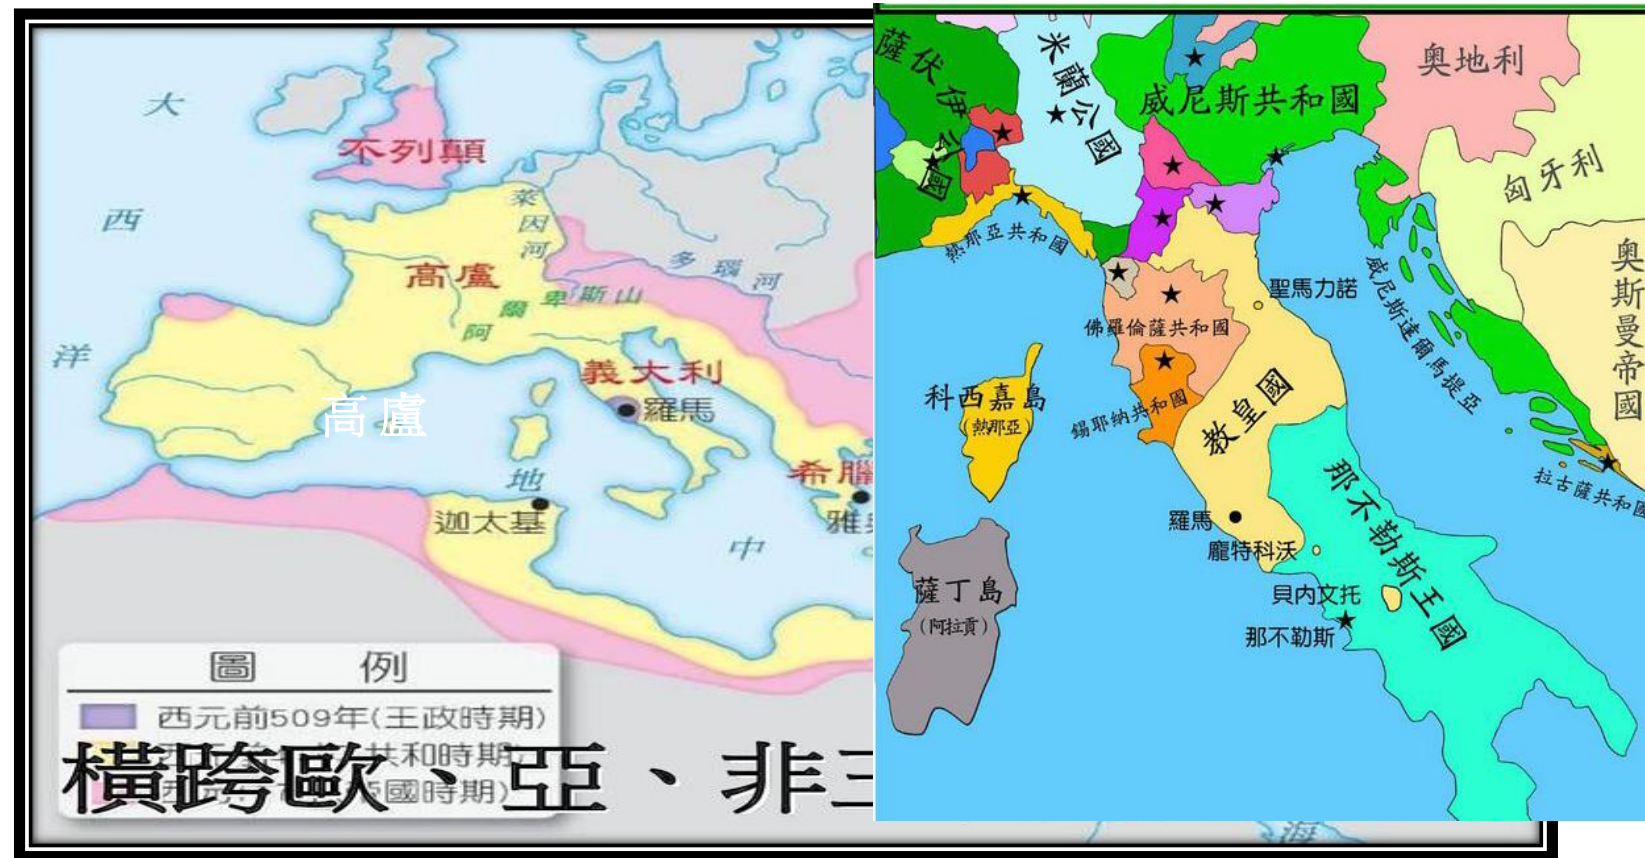 大
西
洋
不列顛
萊因河
高盧
多瑙河
阿爾卑斯山
義大利
羅馬
高盧
希臘
地
中
迦太基
圖 例
西元前509年(王政時期)
共和時期)
帝國時期)
橫跨歐、亞、非三
海
薩伏伊公國
米蘭公國
威尼斯共和國
奧地利
匈牙利
熱那亞共和國
聖馬力諾
威尼斯達爾馬提亞
奧斯曼帝國
佛羅倫薩共和國
科西嘉島
(熱那亞)
錫耶納共和國
教皇國
拉古薩共和國
那不勒斯王國
羅馬
龐特科沃
薩丁島
(阿拉貢)
貝內文托
那不勒斯